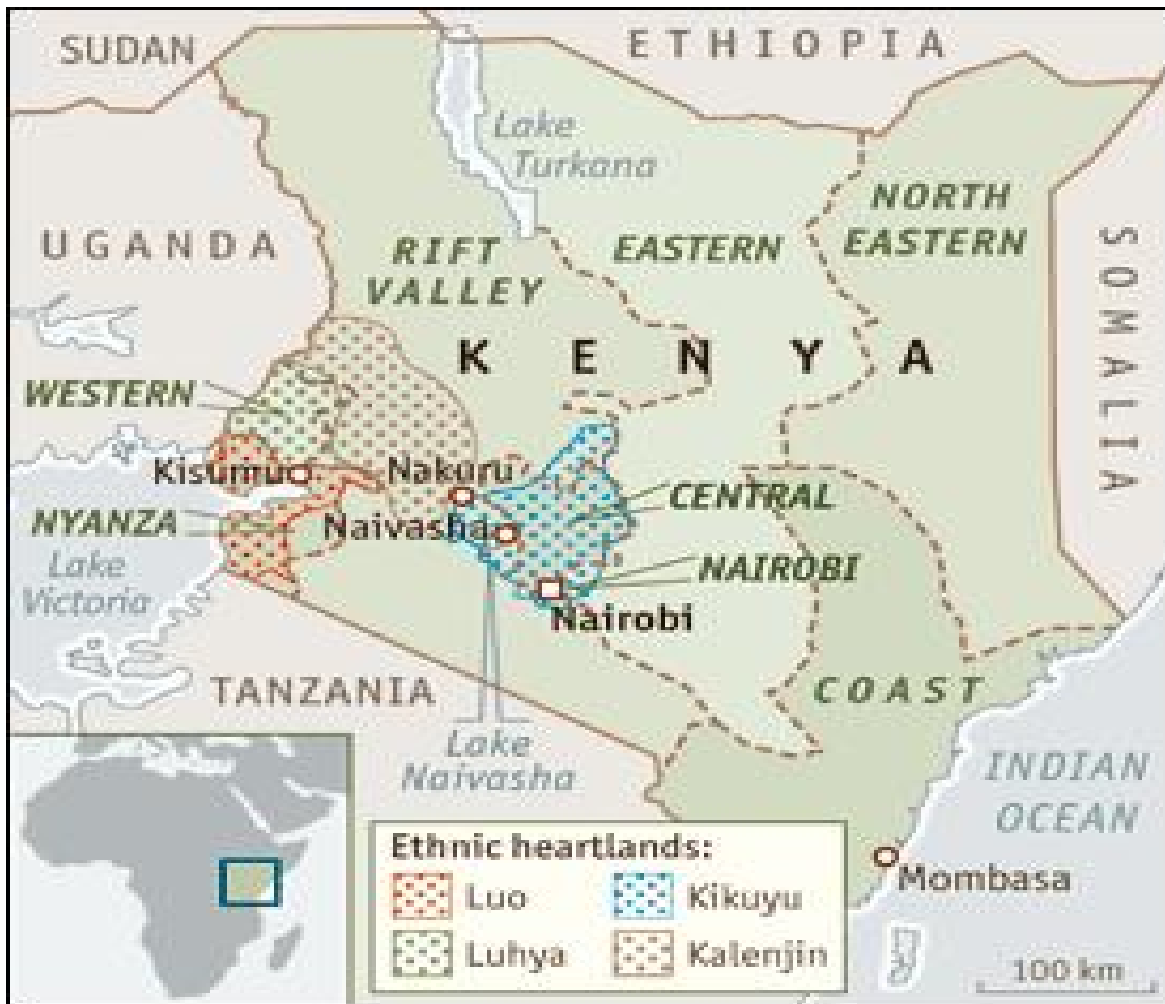 SUDAN
ETHIOPIA
Lake
Turkana
NORTH
EASTERN
UGANDA
RIFT
VALLEY
EASTERN
SOMALIA
KENYA
WESTERN
Kisumu
Nakuru
CENTRAL
NYANZA
Naivasha
Lake
Victoria
NAIROBI
Nairobi
TANZANIA
COAST
Lake
Naivasha
INDIAN
OCEAN
Ethnic heartlands:
Luo
Kikuyu
Luhya
Kalenjin
Mombasa
100 km